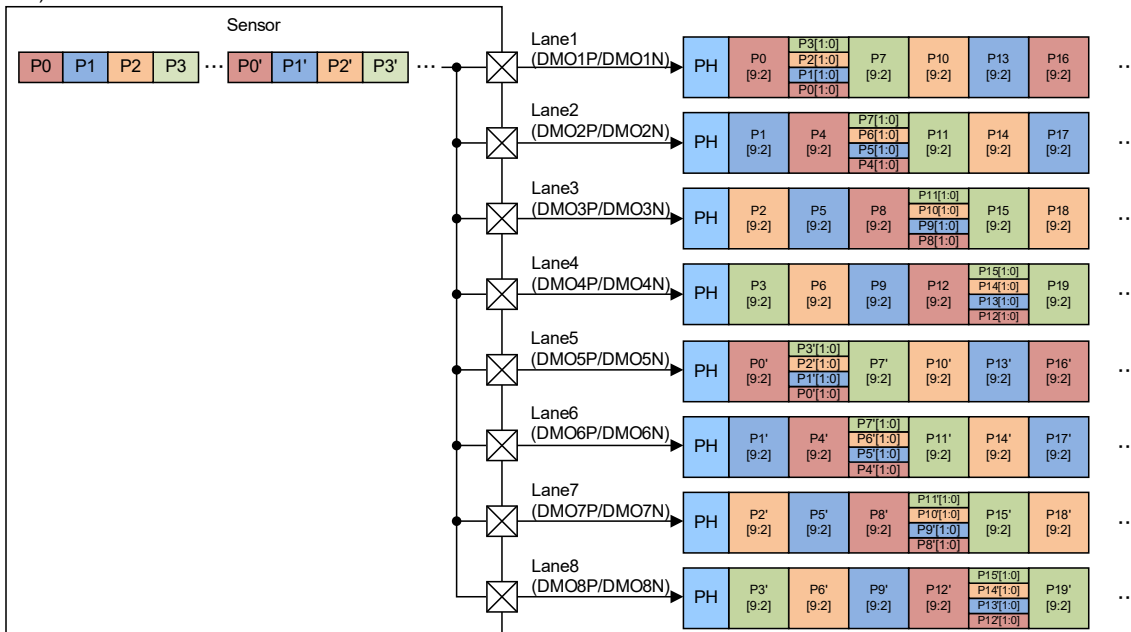 Sensor
P0 P1 P2 P3 ... P0' P1' P2' P3' ...
Lane1
(DMO1P/DMO1N)
PH P0 [9:2] P3[1:0] P2[1:0] P1[1:0] P0[1:0] P7 [9:2] P10 [9:2] P13 [9:2] P16 [9:2] ..
Lane2
(DMO2P/DMO2N)
PH P1 [9:2] P4 [9:2] P7[1:0] P6[1:0] P5[1:0] P4[1:0] P11 [9:2] P14 [9:2] P17 [9:2] ..
Lane3
(DMO3P/DMO3N)
PH P2 [9:2] P5 [9:2] P8 [9:2] P11[1:0] P10[1:0] P9[1:0] P8[1:0] P15 [9:2] P18 [9:2] ..
Lane4
(DMO4P/DMO4N)
PH P3 [9:2] P6 [9:2] P9 [9:2] P12 [9:2] P15[1:0] P14[1:0] P13[1:0] P12[1:0] P19 [9:2] ..
Lane5
(DMO5P/DMO5N)
PH P0' [9:2] P3'[1:0] P2'[1:0] P1'[1:0] P0'[1:0] P7' [9:2] P10' [9:2] P13' [9:2] P16' [9:2] ..
Lane6
(DMO6P/DMO6N)
PH P1' [9:2] P4' [9:2] P7'[1:0] P6'[1:0] P5'[1:0] P4'[1:0] P11' [9:2] P14' [9:2] P17' [9:2] ..
Lane7
(DMO7P/DMO7N)
PH P2' [9:2] P5' [9:2] P8' [9:2] P11'[1:0] P10'[1:0] P9'[1:0] P8'[1:0] P15' [9:2] P18' [9:2] ..
Lane8
(DMO8P/DMO8N)
PH P3' [9:2] P6' [9:2] P9' [9:2] P12' [9:2] P15'[1:0] P14'[1:0] P13'[1:0] P12'[1:0] P19' [9:2] ..